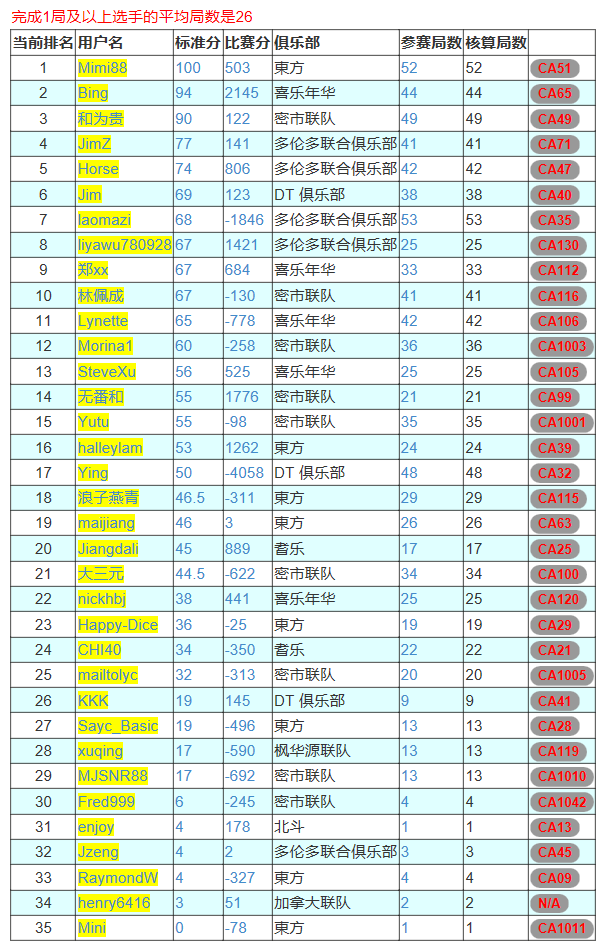 完成1局及以上选手的平均局数是26
当前排名 用户名 标准分 比赛分 俱乐部 参赛局数 核算局数
1 Mimi88 100 503 東方 52 52 CA51
2 Bing 94 2145 喜乐年华 44 44 CA65
3 和为贵 90 122 密市联队 49 49 CA49
4 JimZ 77 141 多伦多联合俱乐部 41 41 CA71
5 Horse 74 806 多伦多联合俱乐部 42 42 CA47
6 Jim 69 123 DT 俱乐部 38 38 CA40
7 laomazi 68 -1846 多伦多联合俱乐部 53 53 CA35
8 liyawu780928 67 1421 多伦多联合俱乐部 25 25 CA130
9 郑xx 67 684 喜乐年华 33 33 CA112
10 林佩成 67 -130 密市联队 41 41 CA116
11 Lynette 65 -778 喜乐年华 42 42 CA106
12 Morina1 60 -258 密市联队 36 36 CA1003
13 SteveXu 56 525 喜乐年华 25 25 CA105
14 无番和 55 1776 密市联队 21 21 CA99
15 Yutu 55 -98 密市联队 35 35 CA1001
16 halleylam 53 1262 東方 24 24 CA39
17 Ying 50 -4058 DT 俱乐部 48 48 CA32
18 浪子燕青 46.5 -311 東方 29 29 CA115
19 maijiang 46 3 東方 26 26 CA63
20 Jiangdali 45 889 耆乐 17 17 CA25
21 大三元 44.5 -622 密市联队 34 34 CA100
22 nickhbj 38 441 喜乐年华 25 25 CA120
23 Happy-Dice 36 -25 東方 19 19 CA29
24 CHI40 34 -350 耆乐 22 22 CA21
25 mailtolyc 32 -313 密市联队 20 20 CA1005
26 KKK 19 145 DT 俱乐部 9 9 CA41
27 Sayc_Basic 19 -496 東方 13 13 CA28
28 xuqing 17 -590 枫华源联队 13 13 CA119
29 MJSNR88 17 -692 密市联队 13 13 CA1010
30 Fred999 6 -245 密市联队 4 4 CA1042
31 enjoy 4 178 北斗 1 1 CA13
32 Jzeng 4 2 多伦多联合俱乐部 3 3 CA45
33 RaymondW 4 -327 東方 4 4 CA09
34 henry6416 3 51 加拿大联队 2 2 N/A
35 Mini 0 -78 東方 1 1 CA1011